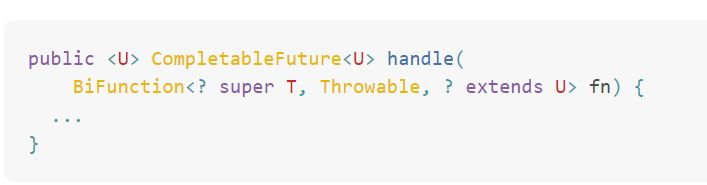 public <U> CompletableFuture<U> handle(
    BiFunction<? super T, Throwable, ? extends U> fn) {
  ...
}